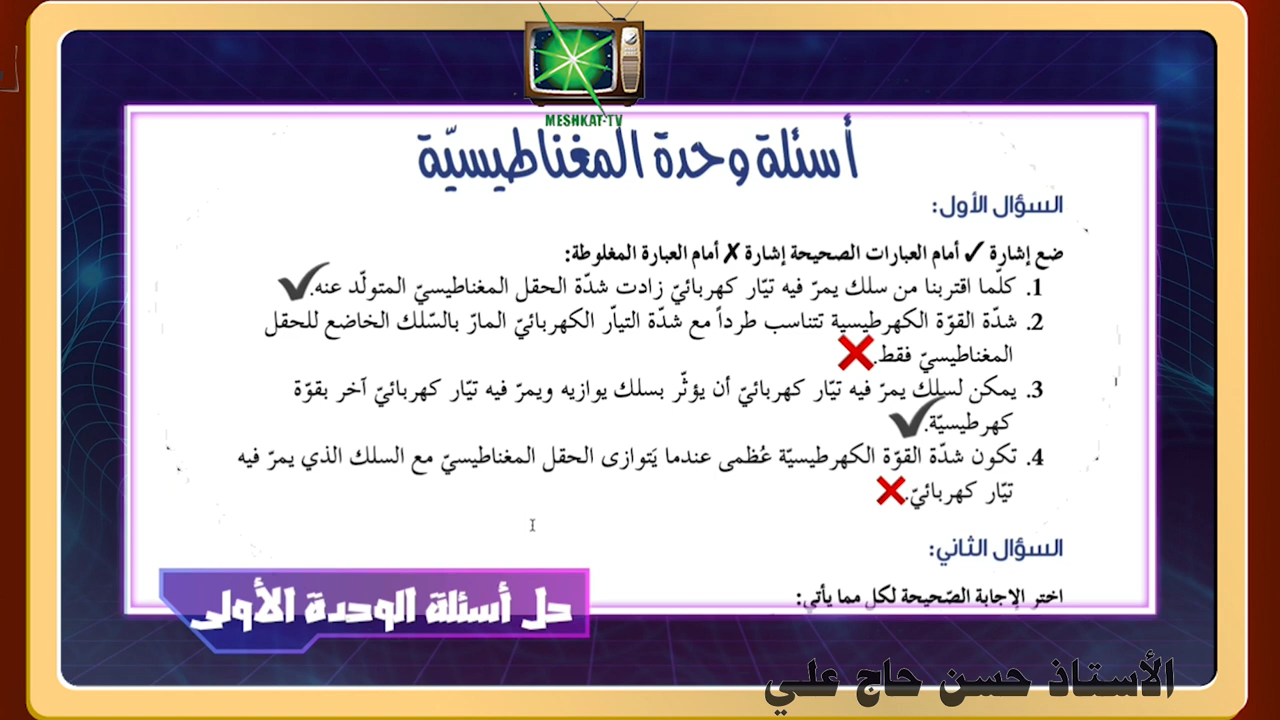 MESHKAT-TV
أسئلة وحدة المغناطيسيّة
السؤال الأول:
ضع إشارة ✓ أمام العبارات الصحيحة إشارة ✗ أمام العبارة المغلوطة:
1. كلّما اقتربنا من سلك يمرّ فيه تيّار كهربائيّ زادت شدّة الحقل المغناطيسيّ المتولّد عنه.
2. شدّة القوّة الكهرطيسية تتناسب طرداً مع شدّة التيّار الكهربائيّ المارّ بالسّلك الخاضع للحقل
المغناطيسيّ فقط.
3. يمكن لسلك يمرّ فيه تيّار كهربائيّ أن يؤثّر بسلك يوازيه ويمرّ فيه تيّار كهربائيّ آخر بقوّة
كهرطيسيّة.
4. تكون شدّة القوّة الكهرطيسيّة عُظمى عندما يَتوازى الحقل المغناطيسيّ مع السلك الذي يمرّ فيه
تيّار كهربائيّ.
السؤال الثاني:
اختر الإجابة الصّحيحة لكل مما يأتي:
حل أسئلة الوحدة الأولى
الأستاذ حسن حاج علي